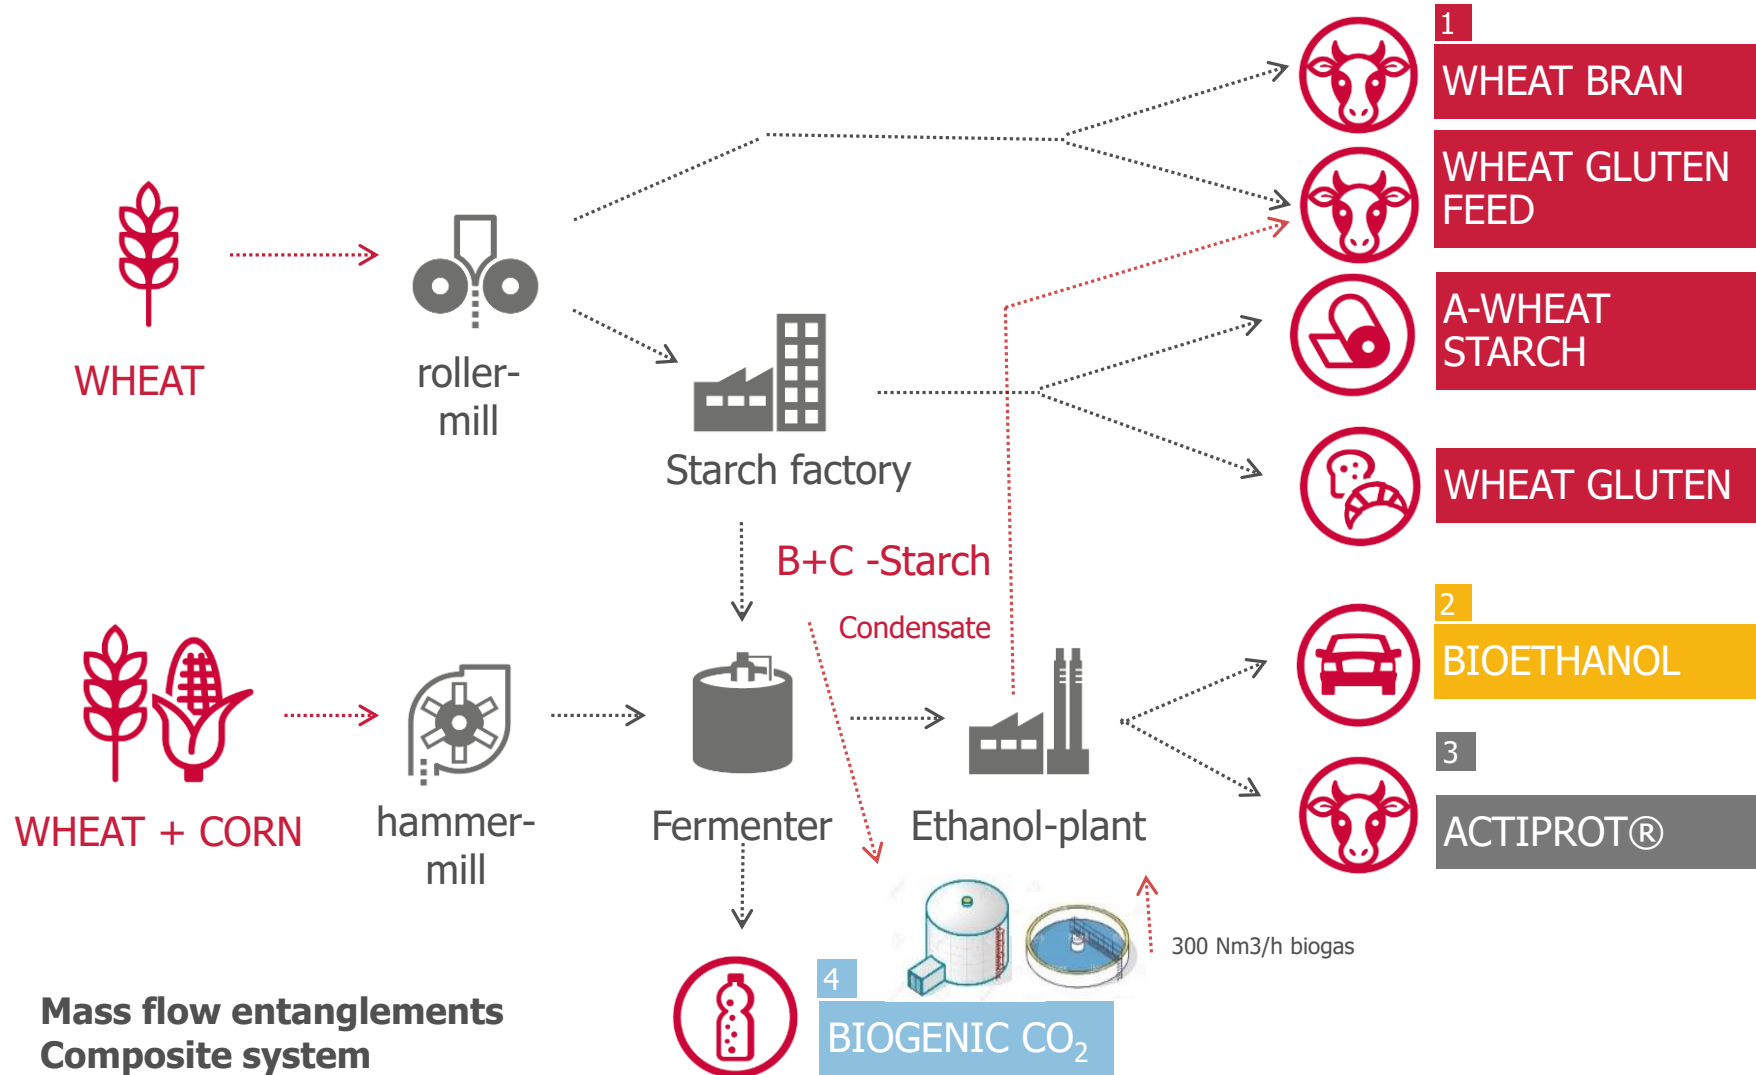 1
WHEAT BRAN
WHEAT GLUTEN
FEED
WHEAT
roller-
mill
A-WHEAT
STARCH
Starch factory
WHEAT GLUTEN
B+C -Starch
Condensate
2
BIOETHANOL
3
WHEAT + CORN
hammer-
mill
Fermenter
Ethanol-plant
ACTIPROT®
300 Nm3/h biogas
4
BIOGENIC CO₂
Mass flow entanglements
Composite system